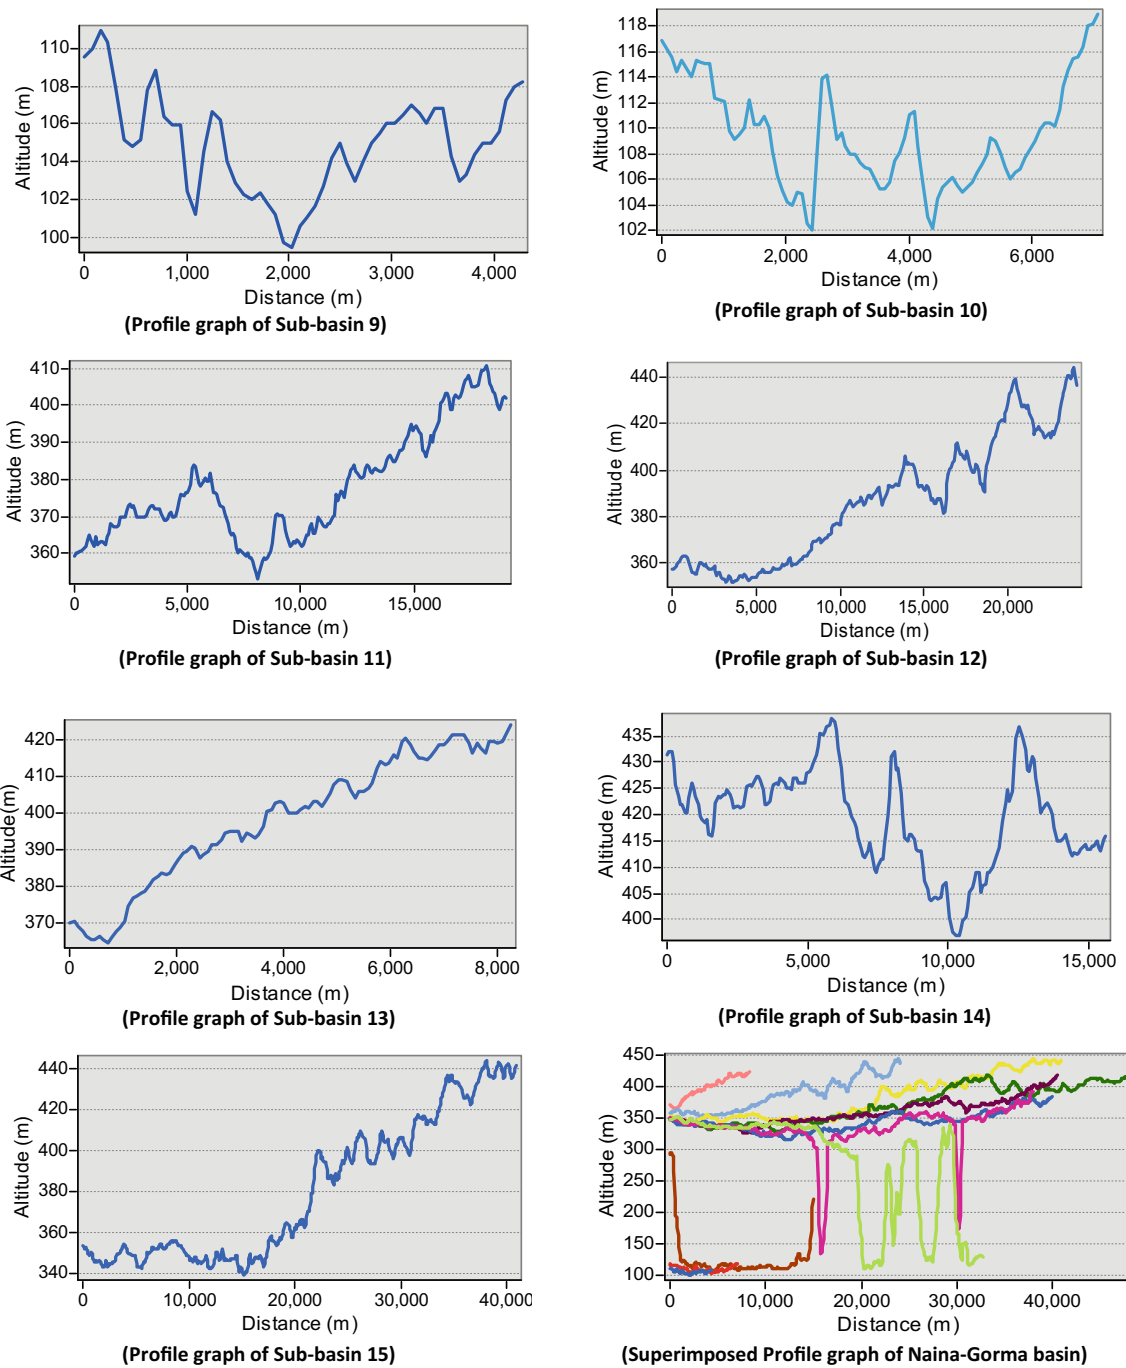 110
108
106
104
102
100
Altitude (m)
0 1,000 2,000 3,000 4,000
Distance (m)
(Profile graph of Sub-basin 9)
118
116
114
112
110
108
106
104
102
Altitude (m)
0 2,000 4,000 6,000
Distance (m)
(Profile graph of Sub-basin 10)
410
400
390
380
370
360
Altitude (m)
0 5,000 10,000 15,000
Distance (m)
(Profile graph of Sub-basin 11)
440
420
400
380
360
Altitude (m)
0 5,000 10,000 15,000 20,000
Distance (m)
(Profile graph of Sub-basin 12)
420
410
400
390
380
370
Altitude(m)
0 2,000 4,000 6,000 8,000
Distance (m)
(Profile graph of Sub-basin 13)
435
430
425
420
415
410
405
400
Altitude (m)
0 5,000 10,000 15,000
Distance (m)
(Profile graph of Sub-basin 14)
440
420
400
380
360
340
Altitude (m)
0 10,000 20,000 30,000 40,000
Distance (m)
(Profile graph of Sub-basin 15)
450
400
350
300
250
200
150
100
Altitude (m)
0 10,000 20,000 30,000 40,000
Distance (m)
(Superimposed Profile graph of Naina-Gorma basin)